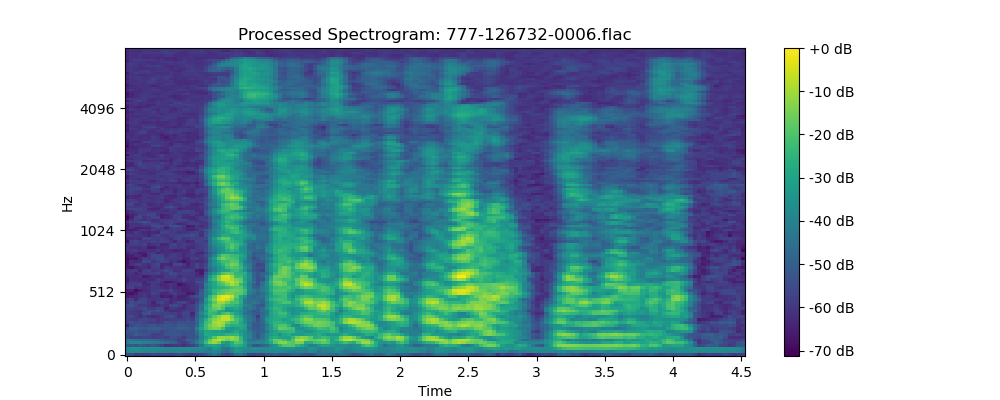 Processed Spectrogram: 777-126732-0006.flac
Hz
4096
2048
1024
512
0
0 0.5 1 1.5 2 2.5 3 3.5 4 4.5
Time
+0 dB
-10 dB
-20 dB
-30 dB
-40 dB
-50 dB
-60 dB
-70 dB